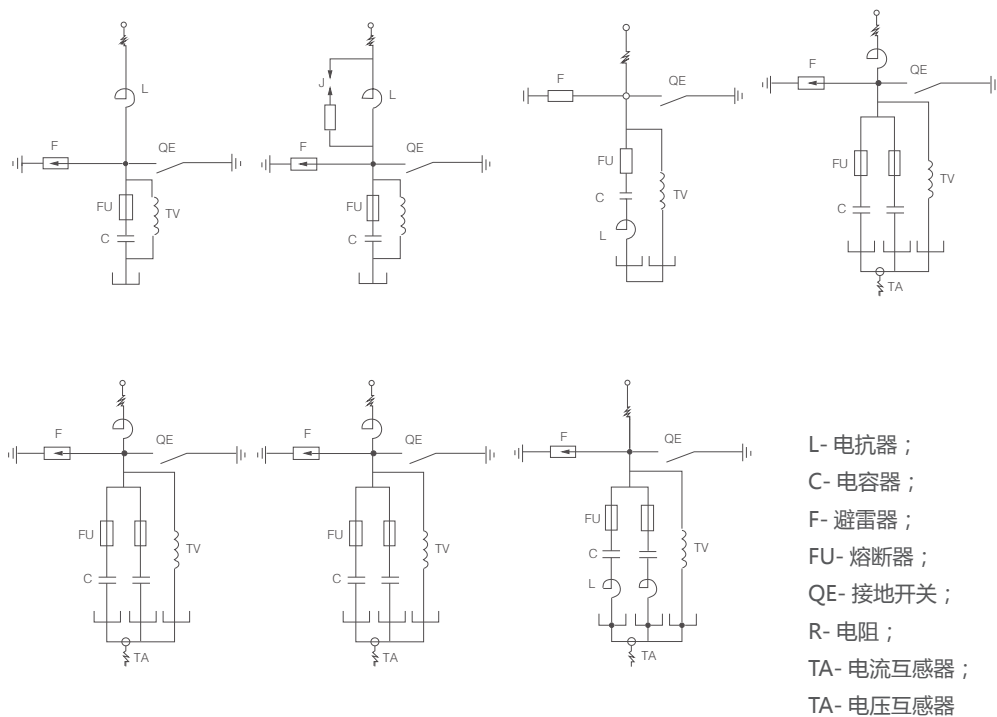 L
F
QE
FU
TV
C
J
L
F
QE
FU
C
F
QE
FU
C
TV
L
F
QE
FU
TV
C
TA
F
QE
FU
TV
C
TA
F
QE
FU
TV
C
TA
F
QE
FU
C
TV
L
TA
L- 电抗器；
C- 电容器；
F- 避雷器；
FU- 熔断器；
QE- 接地开关；
R- 电阻；
TA- 电流互感器；
TA- 电压互感器